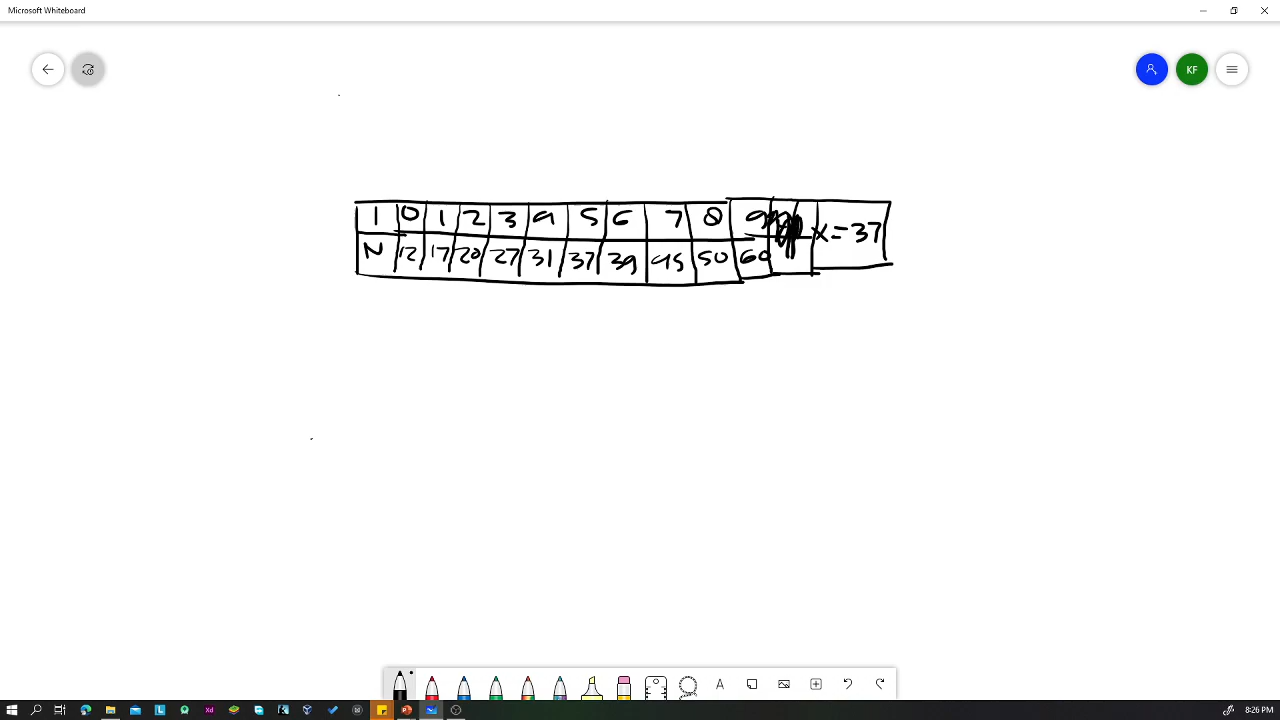 Microsoft Whiteboard
KF
1 0 1 2 3 4 5 6 7 8 9 x=37
N 12 17 20 27 31 37 39 45 50 60
A
8:26 PM